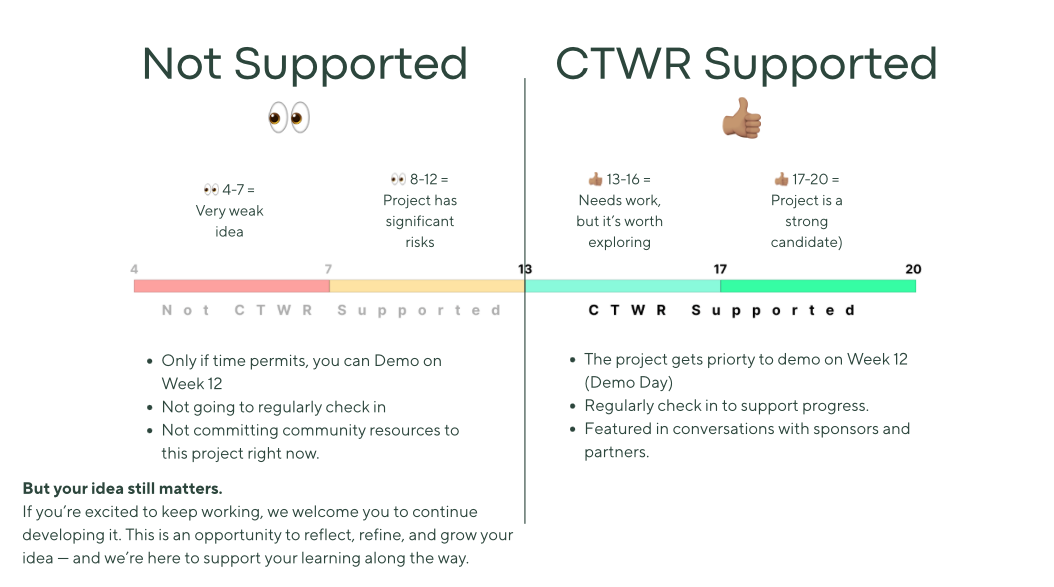 Not Supported
👀
👀 4-7 =
Very weak
idea
👀 8-12 =
Project has
significant
risks
4
7
Not CTWR Supported
Only if time permits, you can Demo on
Week 12
Not going to regularly check in
Not committing community resources to
this project right now.
But your idea still matters.
If you’re excited to keep working, we welcome you to continue
developing it. This is an opportunity to reflect, refine, and grow your
idea — and we’re here to support your learning along the way.
CTWR Supported
👍🏽
👍🏽 13-16 =
Needs work,
but it’s worth
exploring
👍🏽 17-20 =
Project is a
strong
candidate)
13
17
20
CTWR Supported
The project gets priorty to demo on Week 12
(Demo Day)
Regularly check in to support progress.
Featured in conversations with sponsors and
partners.